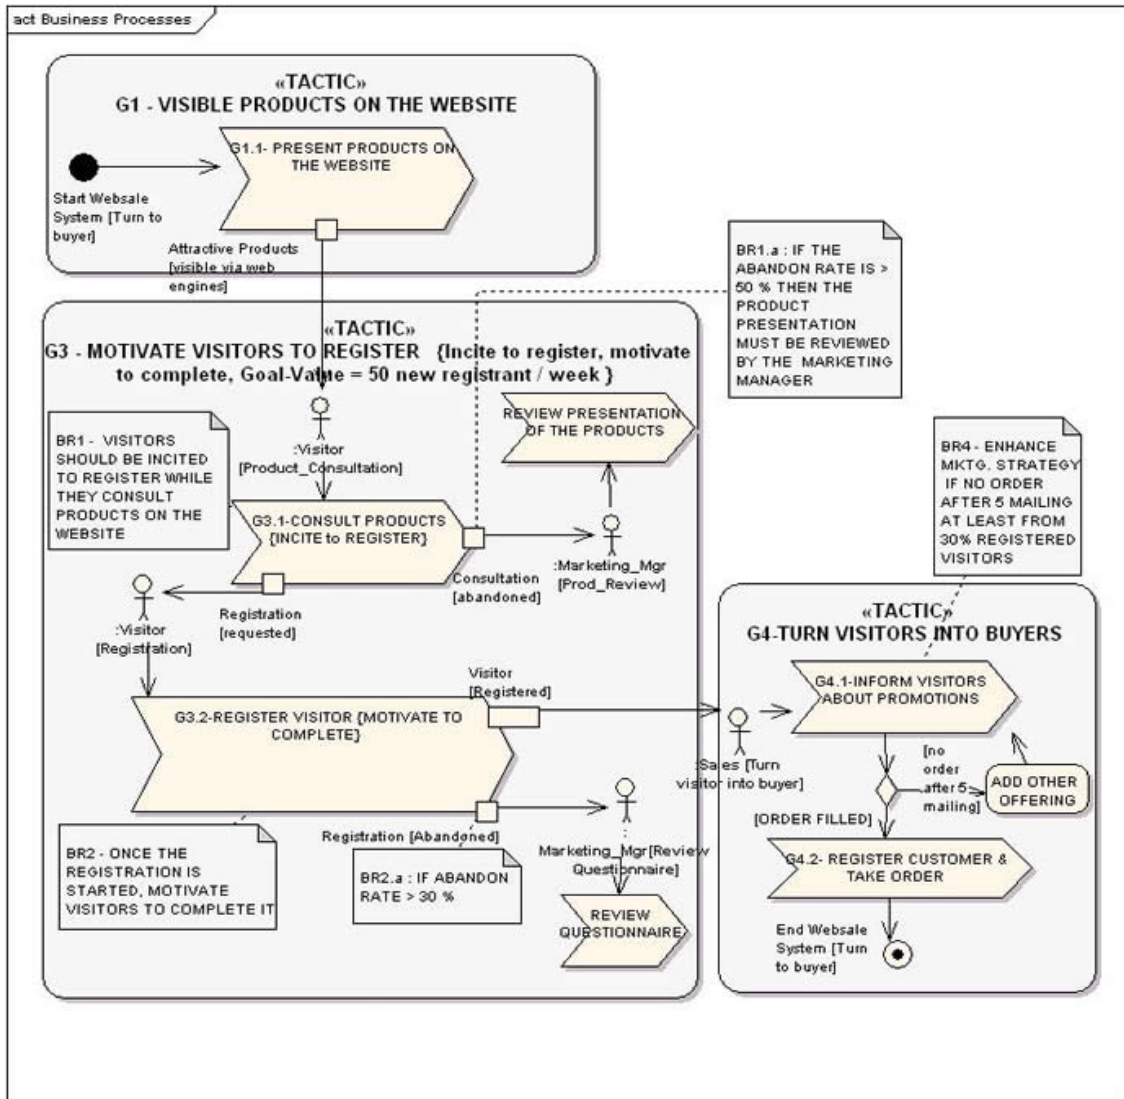 act Business Processes
«TACTIC»
G1 - VISIBLE PRODUCTS ON THE WEBSITE
G1.1- PRESENT PRODUCTS ON
THE WEBSITE
Start Websale
System [Turn to
buyer]
Attractive Products
[visible via web
engines]
BR1.a : IF THE
ABANDON RATE IS >
50 % THEN THE
PRODUCT
PRESENTATION
MUST BE REVIEWED
BY THE MARKETING
MANAGER
«TACTIC»
G3 - MOTIVATE VISITORS TO REGISTER {Incite to register, motivate
to complete, Goal-Value = 50 new registrant / week }
BR1 - VISITORS
SHOULD BE INCITED
TO REGISTER WHILE
THEY CONSULT
PRODUCTS ON THE
WEBSITE
:Visitor
[Product_Consultation]
REVIEW PRESENTATION
OF THE PRODUCTS
G3.1-CONSULT PRODUCTS
{INCITE to REGISTER}
Consultation
[abandoned]
:Marketing_Mgr
[Prod_Review]
Registration
[requested]
:Visitor
[Registration]
Visitor
[Registered]
G3.2-REGISTER VISITOR {MOTIVATE TO
COMPLETE}
Registration [Abandoned]
Marketing_Mgr[Review
Questionnaire]
BR2 - ONCE THE
REGISTRATION IS
STARTED, MOTIVATE
VISITORS TO COMPLETE IT
BR2.a : IF ABANDON
RATE > 30 %
REVIEW
QUESTIONNAIRE
BR4 - ENHANCE
MKTG. STRATEGY
IF NO ORDER
AFTER 5 MAILING
AT LEAST FROM
30% REGISTERED
VISITORS
«TACTIC»
G4-TURN VISITORS INTO BUYERS
G4.1-INFORM VISITORS
ABOUT PROMOTIONS
:Sales [Turn
visitor into buyer]
[no
order
after 5
mailing]
ADD OTHER
OFFERING
[ORDER FILLED]
G4.2- REGISTER CUSTOMER &
TAKE ORDER
End Websale
System [Turn
to buyer]